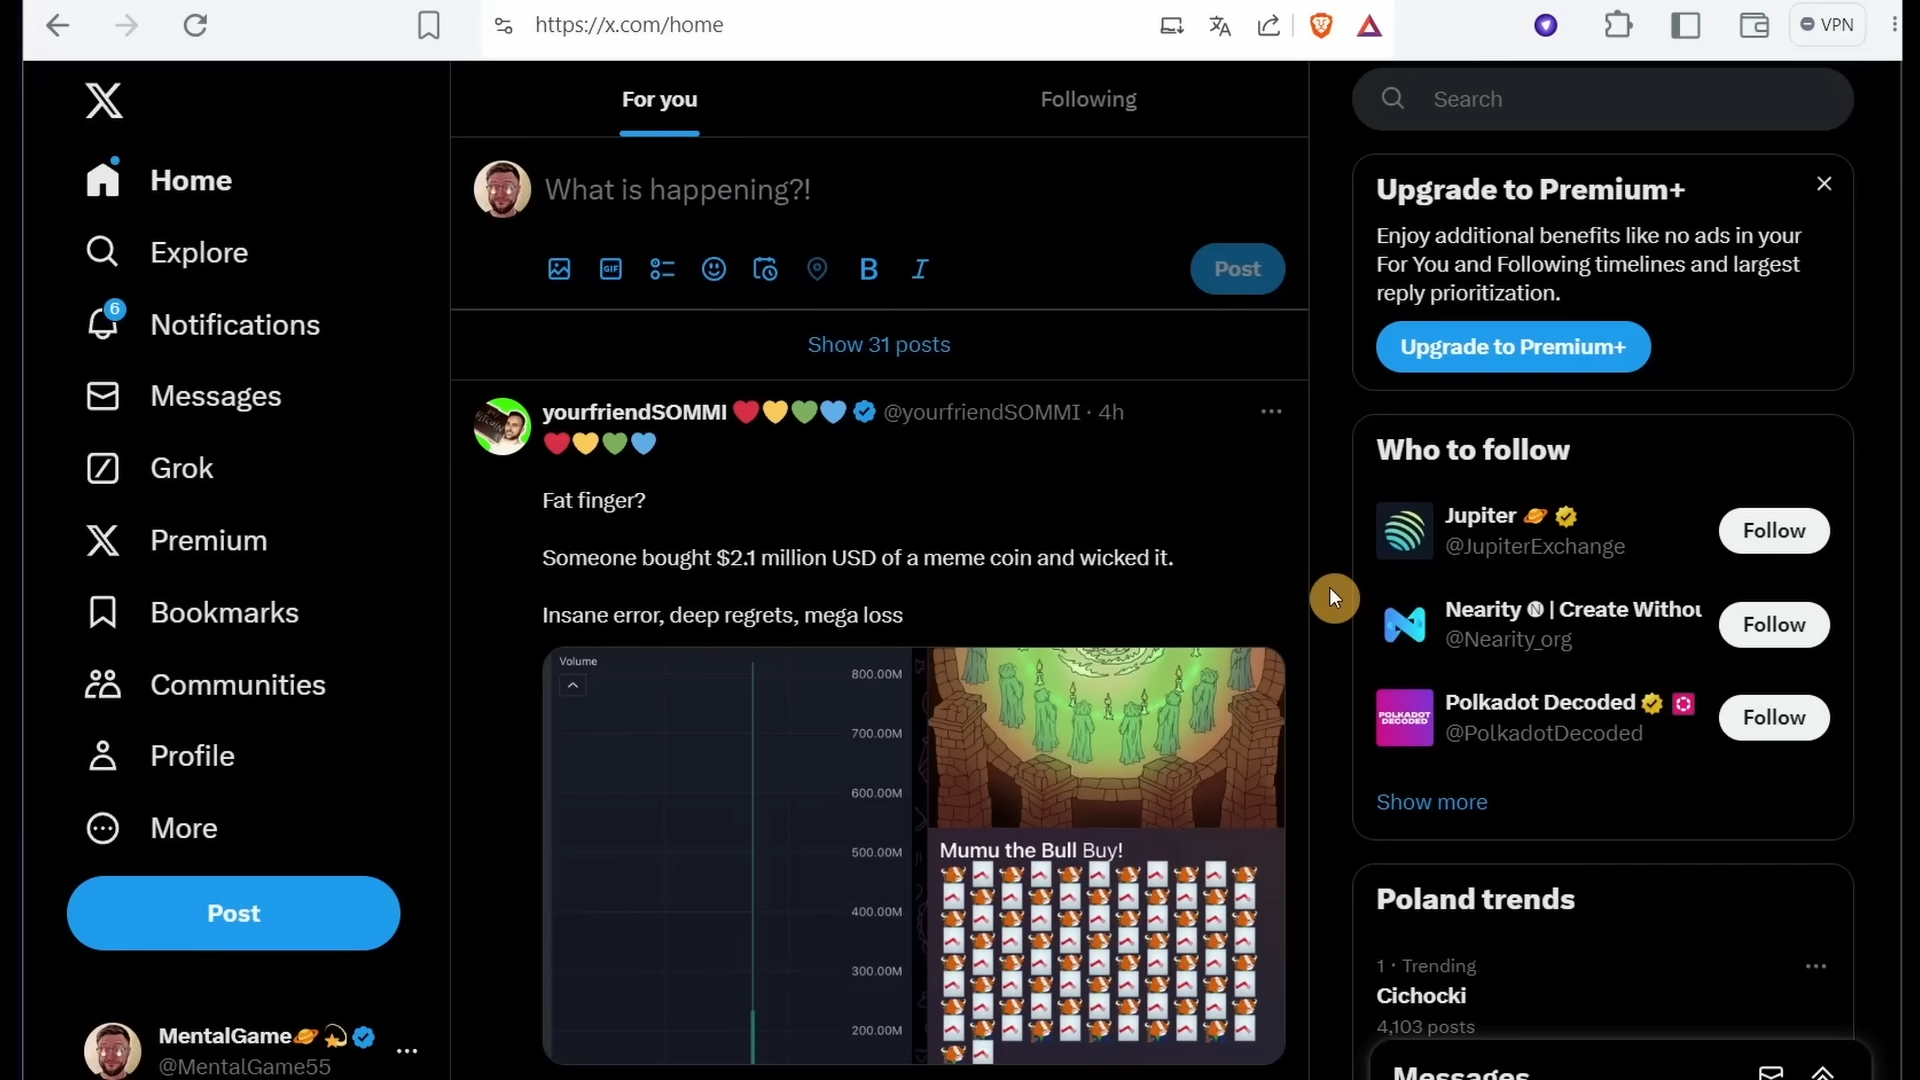 https://x.com/home
VPN
Home
Explore
6
Notifications
Messages
Grok
Premium
Bookmarks
Communities
Profile
More
Post
MentalGame
@MentalGame55
For you
Following
What is happening?!
GIF
B I
Post
Show 31 posts
yourfriendSOMMI @yourfriendSOMMI · 4h
Fat finger?
Someone bought $2.1 million USD of a meme coin and wicked it.
Insane error, deep regrets, mega loss
Volume
800.00M
700.00M
600.00M
500.00M
400.00M
300.00M
200.00M
Mumu the Bull Buy!
Search
Upgrade to Premium+
Enjoy additional benefits like no ads in your
For You and Following timelines and largest
reply prioritization.
Upgrade to Premium+
Who to follow
Jupiter
@JupiterExchange
Follow
Nearity Ⓝ | Create Withou
@Nearity_org
Follow
POLKADOT
DECODED
Polkadot Decoded
@PolkadotDecoded
Follow
Show more
Poland trends
1 · Trending
Cichocki
4,103 posts
Messages